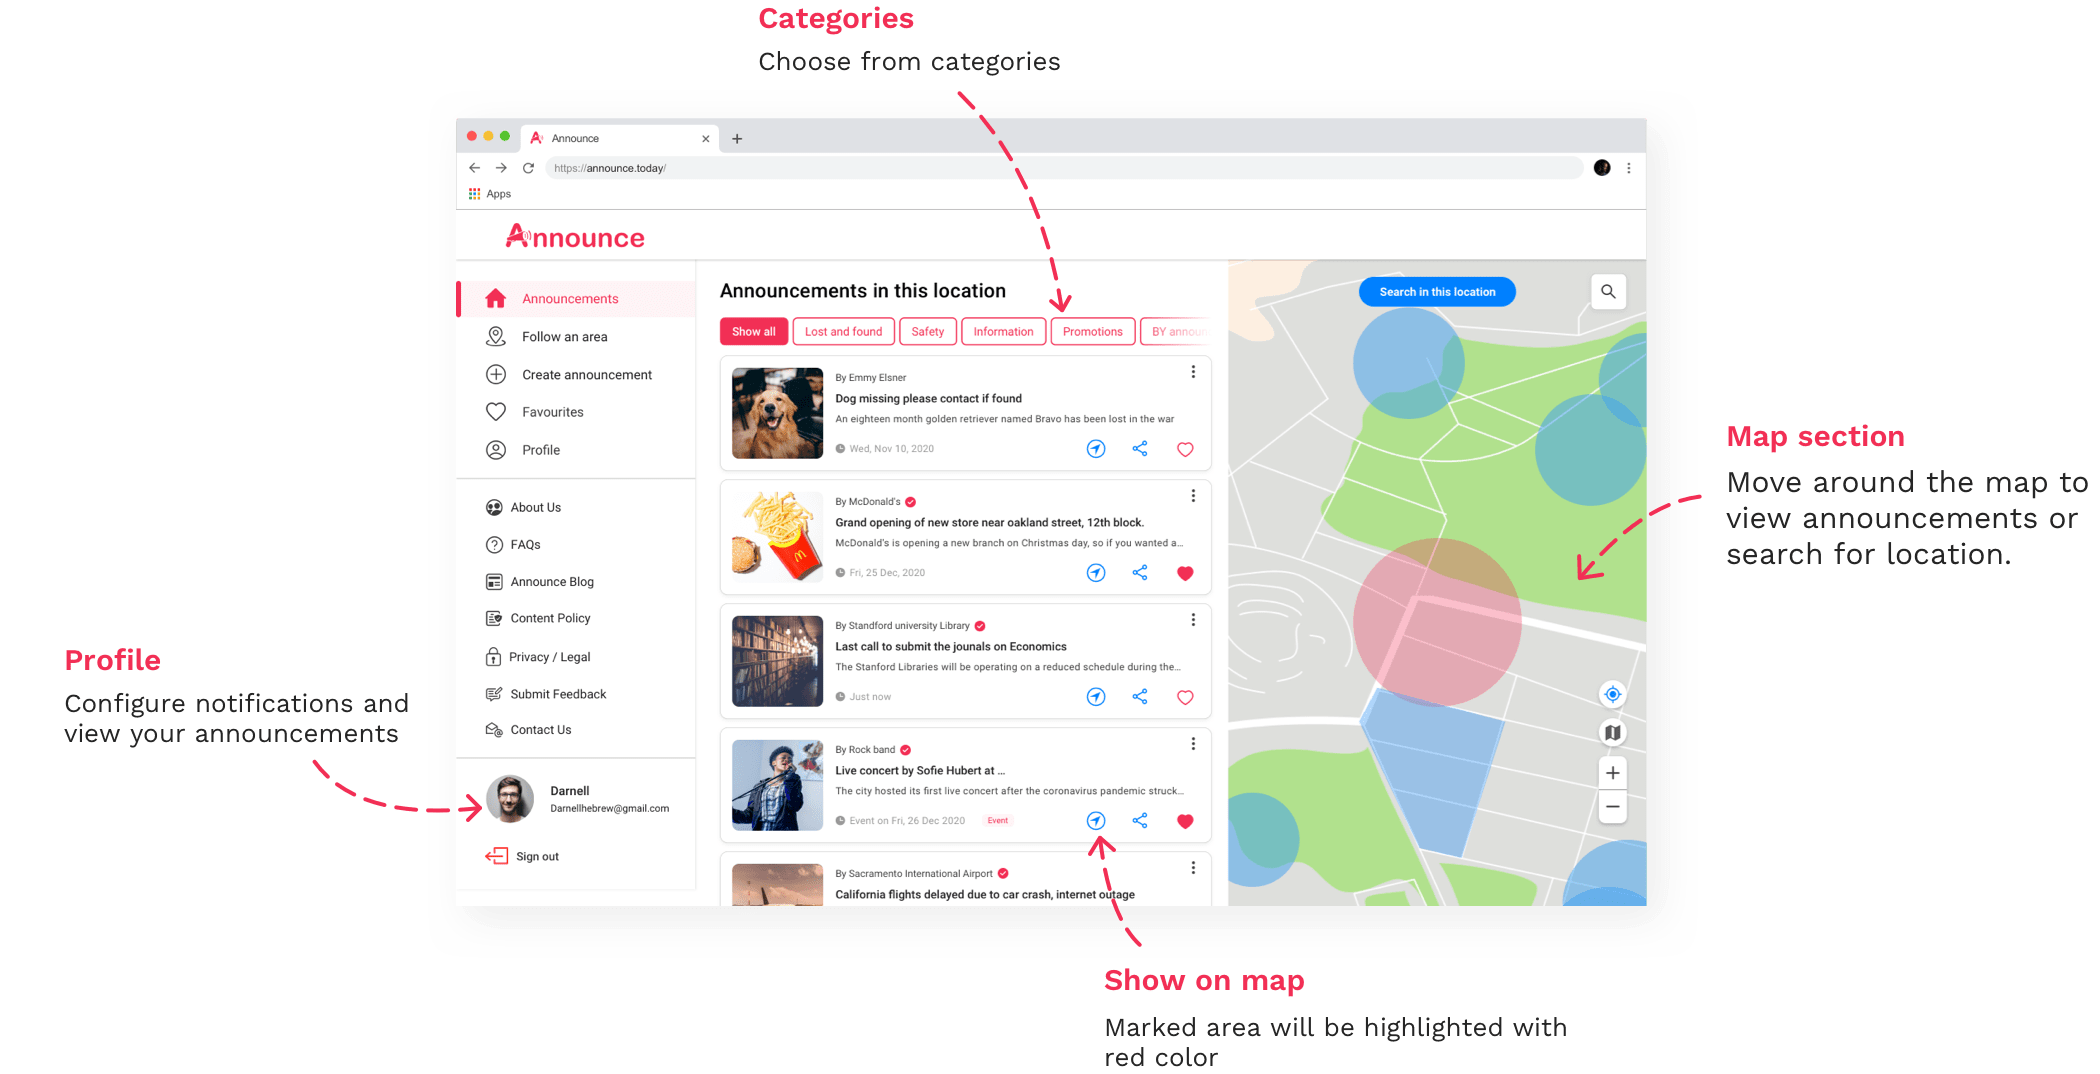 Categories
Choose from categories
Announce
https://announce.today/
Apps
Announce
Announcements
Follow an area
Create announcement
Favourites
Profile
About Us
FAQs
Announce Blog
Content Policy
Privacy / Legal
Submit Feedback
Contact Us
Darnell
Darnellhebrew@gmail.com
Sign out
Announcements in this location
Show all
Lost and found
Safety
Information
Promotions
BY announ
By Emmy Elsner
Dog missing please contact if found
An eighteen month golden retriever named Bravo has been lost in the war
Wed, Nov 10, 2020
By McDonald's
Grand opening of new store near oakland street, 12th block.
McDonald's is opening a new branch on Christmas day, so if you wanted a...
Fri, 25 Dec, 2020
By Standford university Library
Last call to submit the jounals on Economics
The Stanford Libraries will be operating on a reduced schedule during the...
Just now
By Rock band
Live concert by Sofie Hubert at ...
The city hosted its first live concert after the coronavirus pandemic struck...
Event on Fri, 26 Dec 2020
Event
By Sacramento International Airport
California flights delayed due to car crash, internet outage
Search in this location
Map section
Move around the map to
view announcements or
search for location.
Profile
Configure notifications and
view your announcements
Show on map
Marked area will be highlighted with
red color